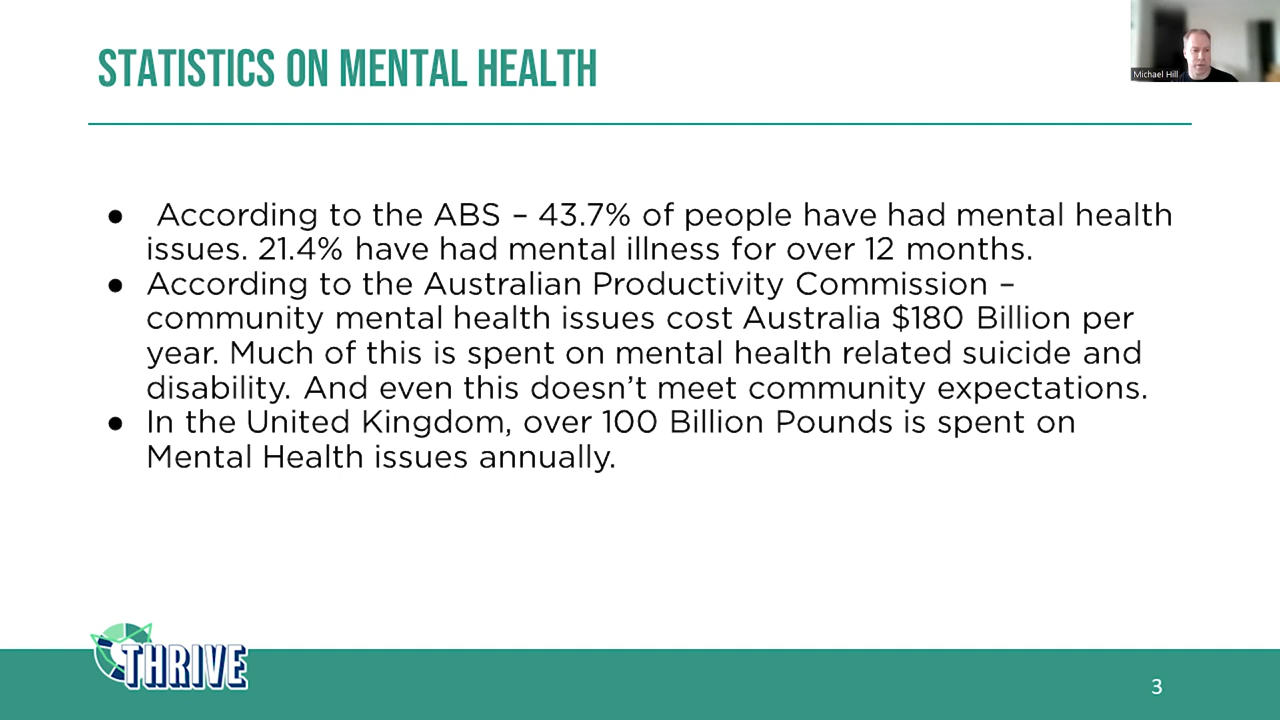 STATISTICS ON MENTAL HEALTH
Michael Hill
● According to the ABS – 43.7% of people have had mental health
issues. 21.4% have had mental illness for over 12 months.
● According to the Australian Productivity Commission –
community mental health issues cost Australia $180 Billion per
year. Much of this is spent on mental health related suicide and
disability. And even this doesn’t meet community expectations.
● In the United Kingdom, over 100 Billion Pounds is spent on
Mental Health issues annually.
THRIVE
3